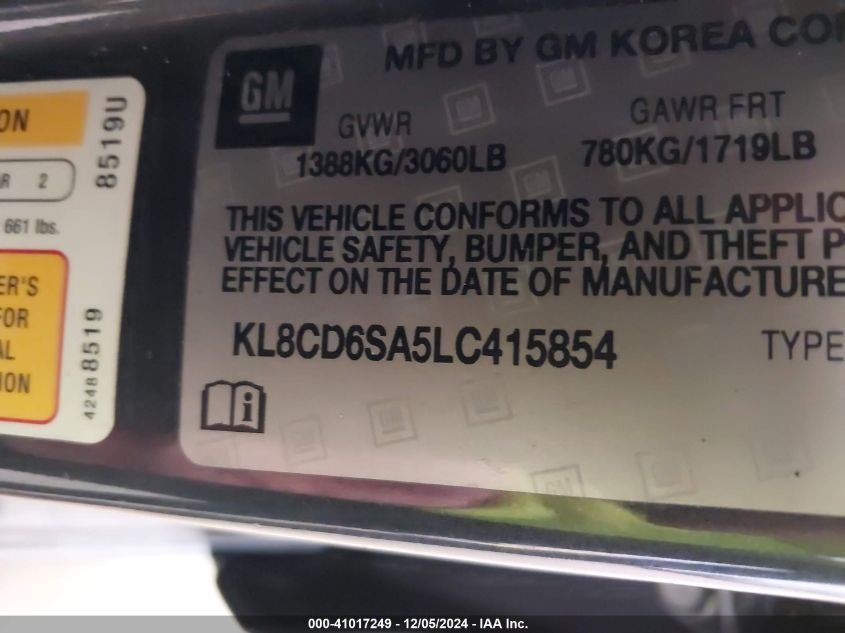 ON
R 2
661 lbs.
ER'S
FOR
AL
ION
8519U
42488519
GM
MFD BY GM KOREA COR
GVWR
1388KG/3060LB
GAWR FRT
780KG/1719LB
THIS VEHICLE CONFORMS TO ALL APPLIC
VEHICLE SAFETY, BUMPER, AND THEFT P
EFFECT ON THE DATE OF MANUFACTURE
KL8CD6SA5LC415854
TYPE
i
000-41017249 - 12/05/2024 - IAA Inc.